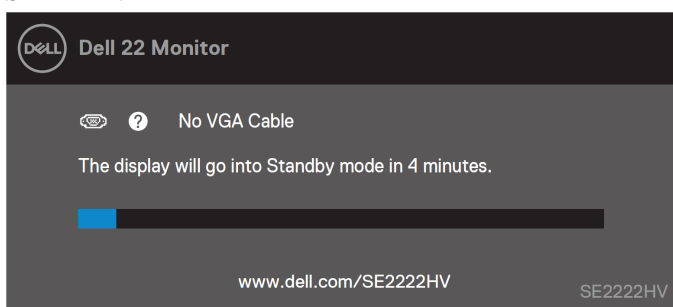 DELL
Dell 22 Monitor
? No VGA Cable
The display will go into Standby mode in 4 minutes.
www.dell.com/SE2222HV
SE2222HV